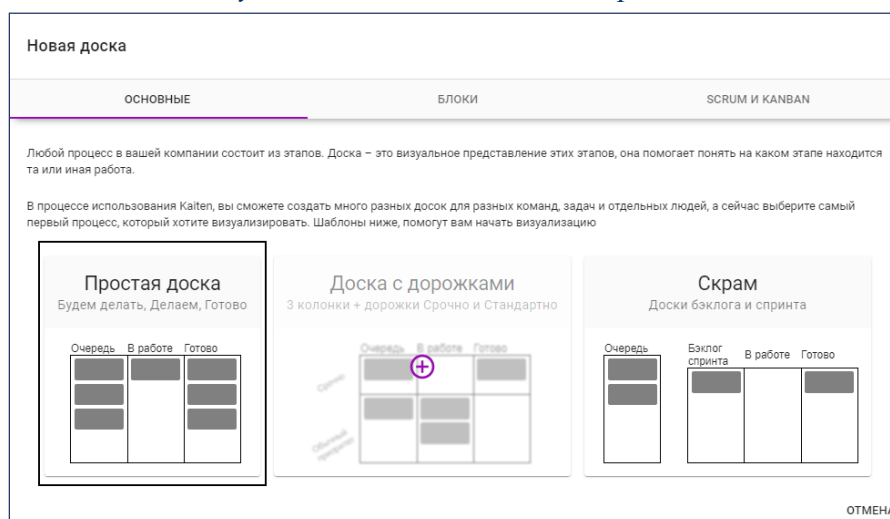 Новая доска
ОСНОВНЫЕ
БЛОКИ
SCRUM И KANBAN
Любой процесс в вашей компании состоит из этапов. Доска – это визуальное представление этих этапов, она помогает понять на каком этапе находится
та или иная работа.
В процессе использования Kaiten, вы сможете создать много разных досок для разных команд, задач и отдельных людей, а сейчас выберите самый
первый процесс, который хотите визуализировать. Шаблоны ниже, помогут вам начать визуализацию
Простая доска
Будем делать, Делаем, Готово
Очередь В работе Готово
Доска с дорожками
3 колонки + дорожки Срочно и Стандартно
Очередь В работе Готово
Срочно
Обычный
приоритет
Скрам
Доски бэклога и спринта
Очередь
Бэклог
спринта
В работе Готово
ОТМЕНА